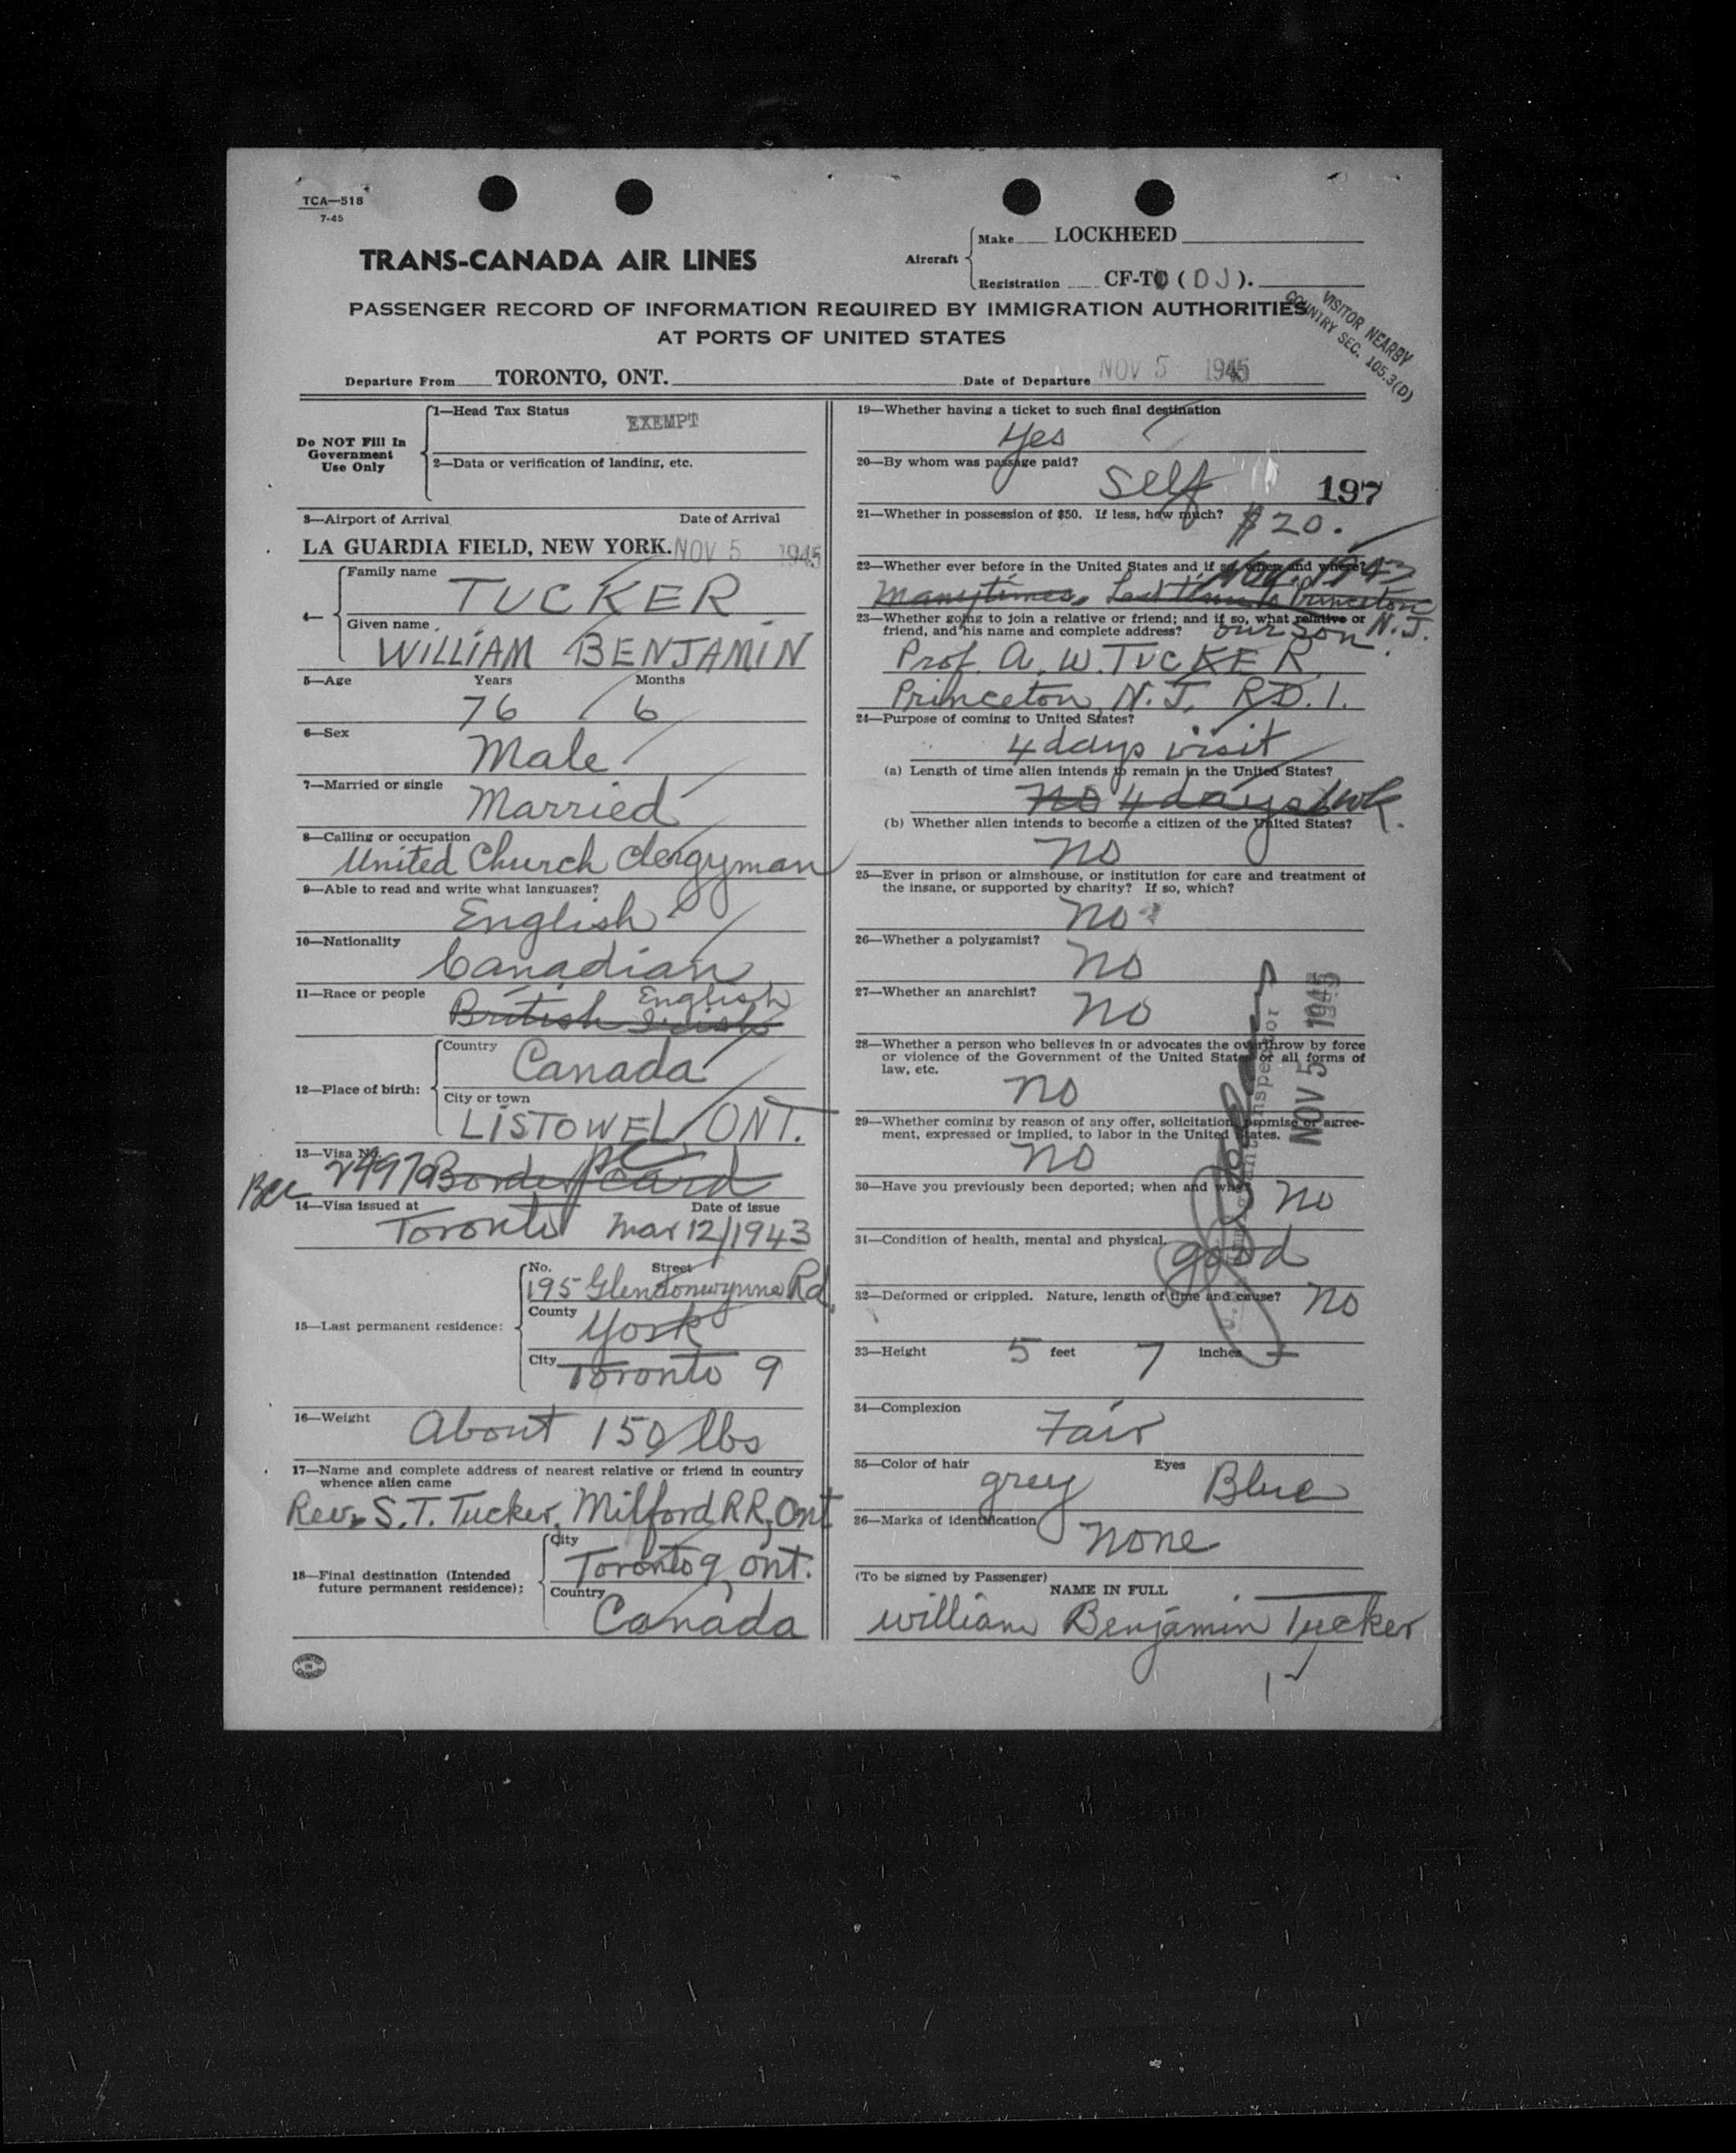 TCA—518
7-45
TRANS-CANADA AIR LINES
Aircraft
Make LOCKHEED
Registration CF-T ( DJ ).
PASSENGER RECORD OF INFORMATION REQUIRED BY IMMIGRATION AUTHORITIES
AT PORTS OF UNITED STATES
VISITOR NEARBY
COUNTRY SEC. 105.3(D)
Departure From TORONTO, ONT.
Date of Departure NOV 5 1945
Do NOT Fill In
Government
Use Only
1—Head Tax Status EXEMPT
2—Data or verification of landing, etc.
3—Airport of Arrival Date of Arrival
LA GUARDIA FIELD, NEW YORK. NOV 5 1945
4—
Family name TUCKER
Given name WILLIAM BENJAMIN
5—Age Years Months
76 6
6—Sex
Male
7—Married or single
Married
8—Calling or occupation
United Church Clergyman
9—Able to read and write what languages?
English
10—Nationality
Canadian
11—Race or people English
British Irish
12—Place of birth:
Country Canada
City or town
LISTOWEL, ONT.
13—Visa No.
Border Card
14—Visa issued at Date of issue
Toronto Mar 12/1943
15—Last permanent residence:
No. Street
195 Glendonwynne Rd.
County York
City Toronto 9
16—Weight About 150 lbs
17—Name and complete address of nearest relative or friend in country
whence alien came
Rev. S.T. Tucker, Milford RR, Ont
18—Final destination (Intended
future permanent residence):
City
Toronto 9, Ont.
Country
Canada
PRINTED
IN
CANADA
19—Whether having a ticket to such final destination
Yes
20—By whom was passage paid?
Self
197
21—Whether in possession of $50. If less, how much? $20.
22—Whether ever before in the United States and if so, when and where?
Many times. Last time to Princeton
N.J.
23—Whether going to join a relative or friend; and if so, what relative or
friend, and his name and complete address? our son
Prof. A. W. TUCKER
Princeton, N.J. R.D. 1.
24—Purpose of coming to United States?
4 days visit
(a) Length of time alien intends to remain in the United States?
No 4 days 1 wk.
(b) Whether alien intends to become a citizen of the United States?
No
25—Ever in prison or almshouse, or institution for care and treatment of
the insane, or supported by charity? If so, which?
No
26—Whether a polygamist?
No
27—Whether an anarchist?
No
28—Whether a person who believes in or advocates the overthrow by force
or violence of the Government of the United States or all forms of
law, etc.
No
29—Whether coming by reason of any offer, solicitation, promise or agree-
ment, expressed or implied, to labor in the United States.
No
30—Have you previously been deported; when and why? No
NOV 5 1945
31—Condition of health, mental and physical.
good
32—Deformed or crippled. Nature, length of time and cause? No
33—Height 5 feet 7 inches
34—Complexion
Fair
35—Color of hair Eyes
grey Blue
36—Marks of identification
None
(To be signed by Passenger)
NAME IN FULL
William Benjamin Tucker